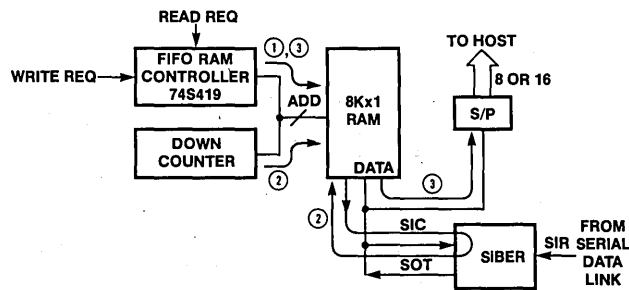 READ REQ
WRITE REQ
FIFO RAM
CONTROLLER
74S419
①,③
DOWN
COUNTER
②
ADD
8Kx1
RAM
DATA
TO HOST
8 OR 16
S/P
③
②
SIC
SOT
SIBER
SIR
FROM
SERIAL
DATA
LINK